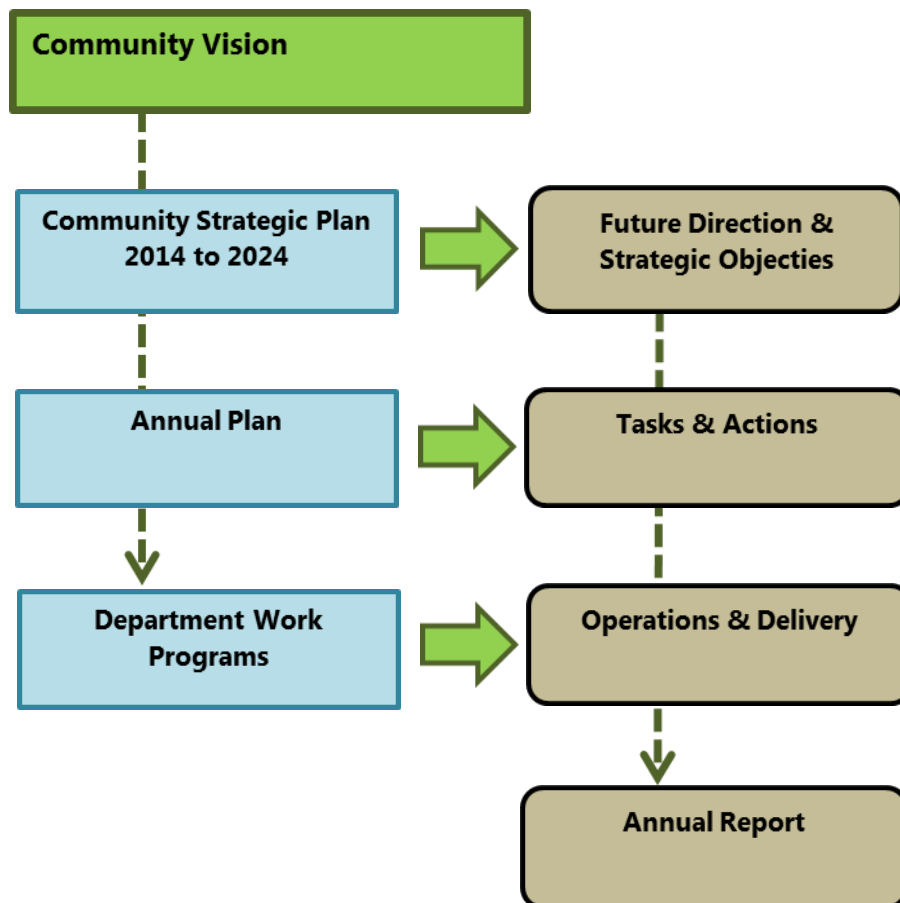 Community Vision
Community Strategic Plan
2014 to 2024
Future Direction &
Strategic Objecties
Annual Plan
Tasks & Actions
Department Work
Programs
Operations & Delivery
Annual Report